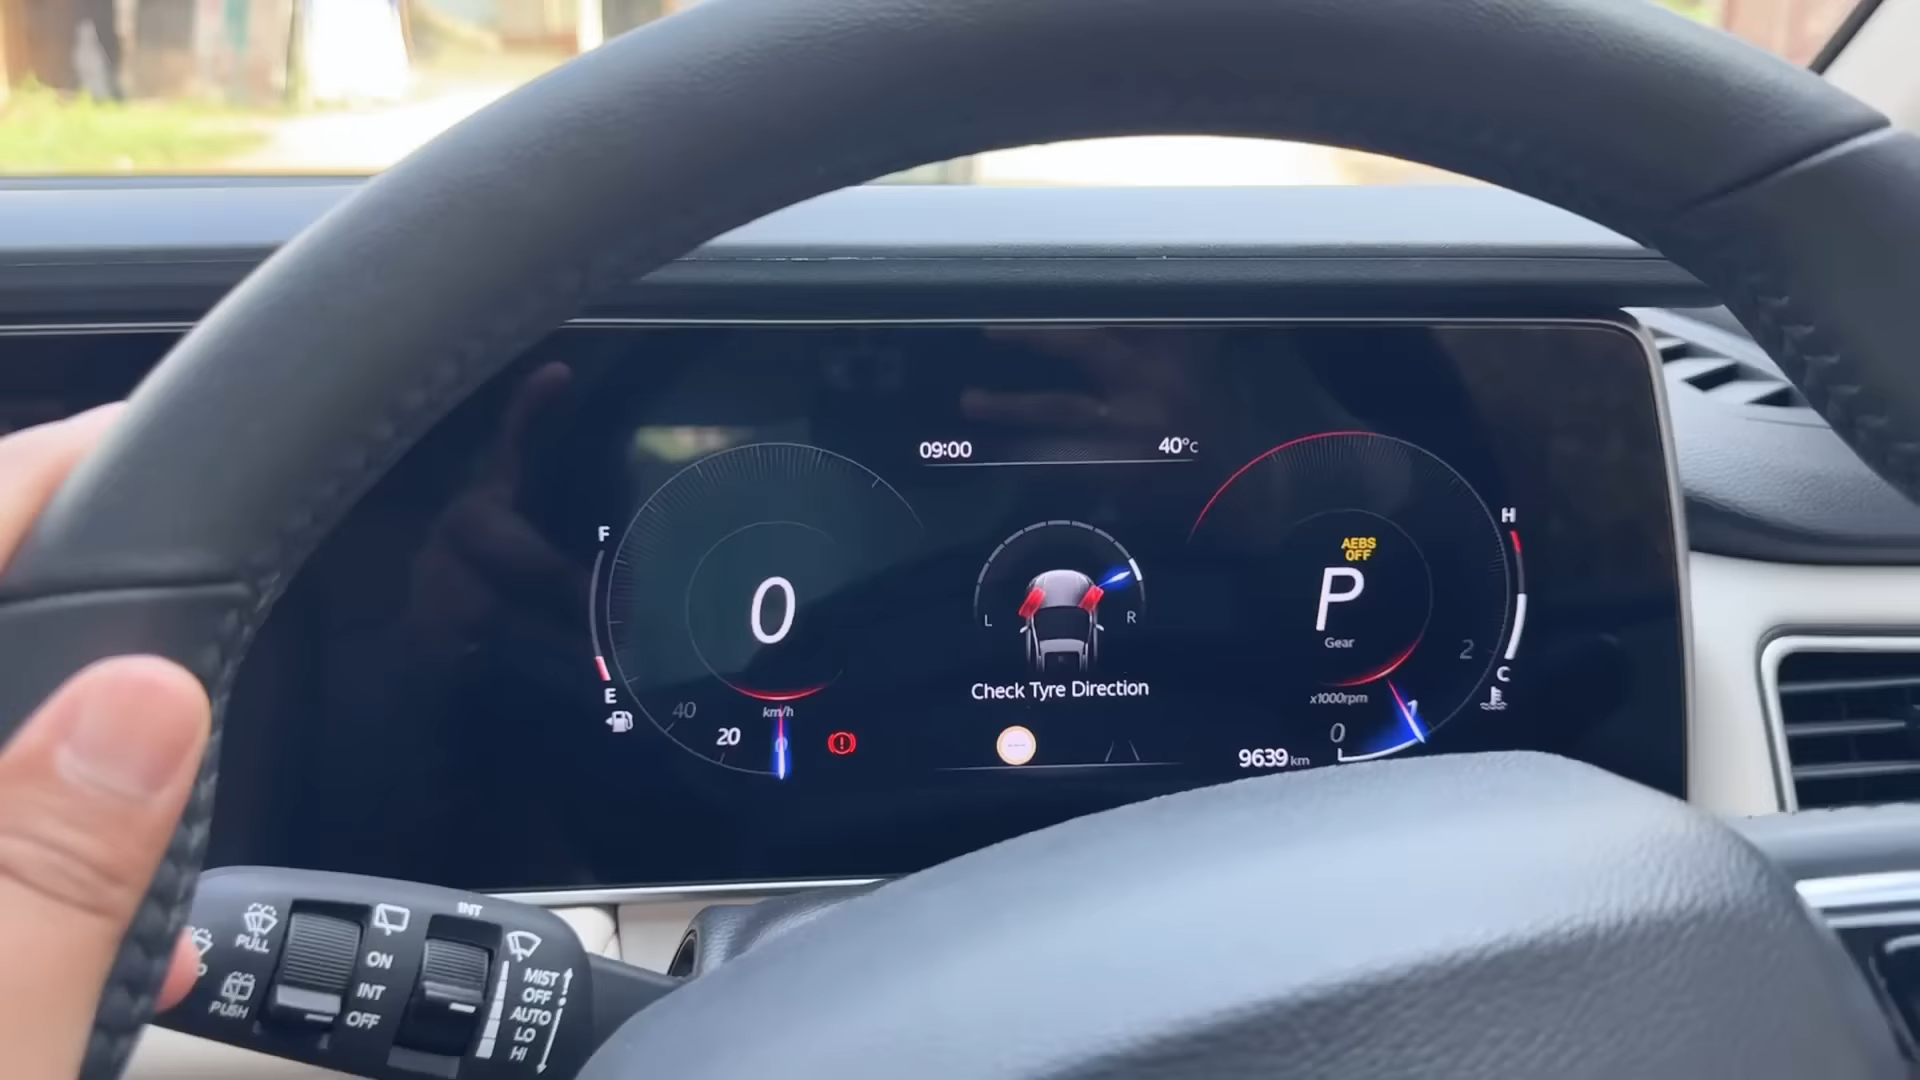 09:00
40°C
F
H
AEBS
OFF
0
P
L
R
Gear
2
E
Check Tyre Direction
C
40
km/h
x1000rpm
1
20
0
0
9639 km
INT
PULL
ON
MIST
INT
OFF
PUSH
OFF
AUTO
LO
HI